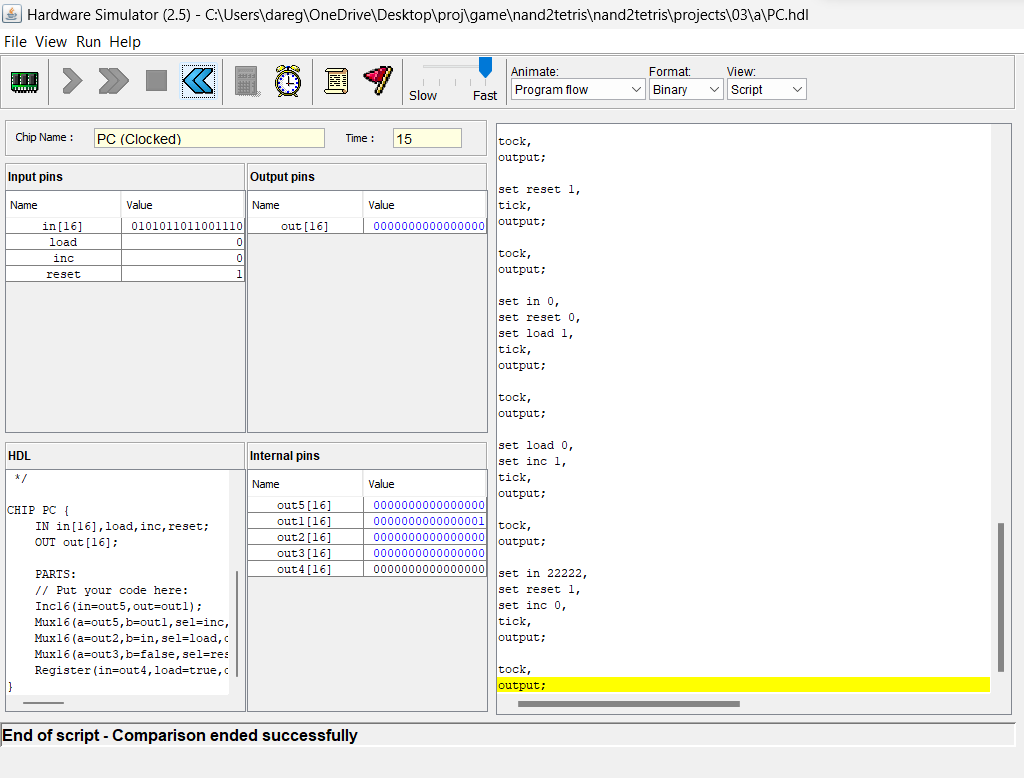 Hardware Simulator (2.5) - C:\Users\dareg\OneDrive\Desktop\proj\game\nand2tetris\nand2tetris\projects\03\a\PC.hdl
File View Run Help
Slow Fast
Animate: Format: View:
Program flow Binary Script
Chip Name : PC (Clocked) Time : 15
Input pins
Name Value
in[16] 0101011011001110
load 0
inc 0
reset 1
Output pins
Name Value
out[16] 0000000000000000
HDL
*/
CHIP PC {
IN in[16],load,inc,reset;
OUT out[16];
PARTS:
// Put your code here:
Inc16(in=out5,out=out1);
Mux16(a=out5,b=out1,sel=inc,
Mux16(a=out2,b=in,sel=load,o
Mux16(a=out3,b=false,sel=res
Register(in=out4,load=true,o
}
Internal pins
Name Value
out5[16] 0000000000000000
out1[16] 0000000000000001
out2[16] 0000000000000000
out3[16] 0000000000000000
out4[16] 0000000000000000
tock,
output;
set reset 1,
tick,
output;
tock,
output;
set in 0,
set reset 0,
set load 1,
tick,
output;
tock,
output;
set load 0,
set inc 1,
tick,
output;
tock,
output;
set in 22222,
set reset 1,
set inc 0,
tick,
output;
tock,
output;
End of script - Comparison ended successfully